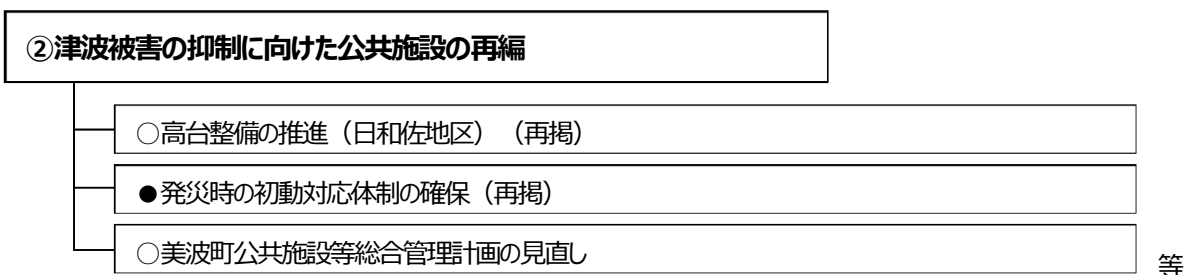 ②津波被害の抑制に向けた公共施設の再編
○高台整備の推進（日和佐地区）（再掲）
●発災時の初動対応体制の確保（再掲）
○美波町公共施設等総合管理計画の見直し
等